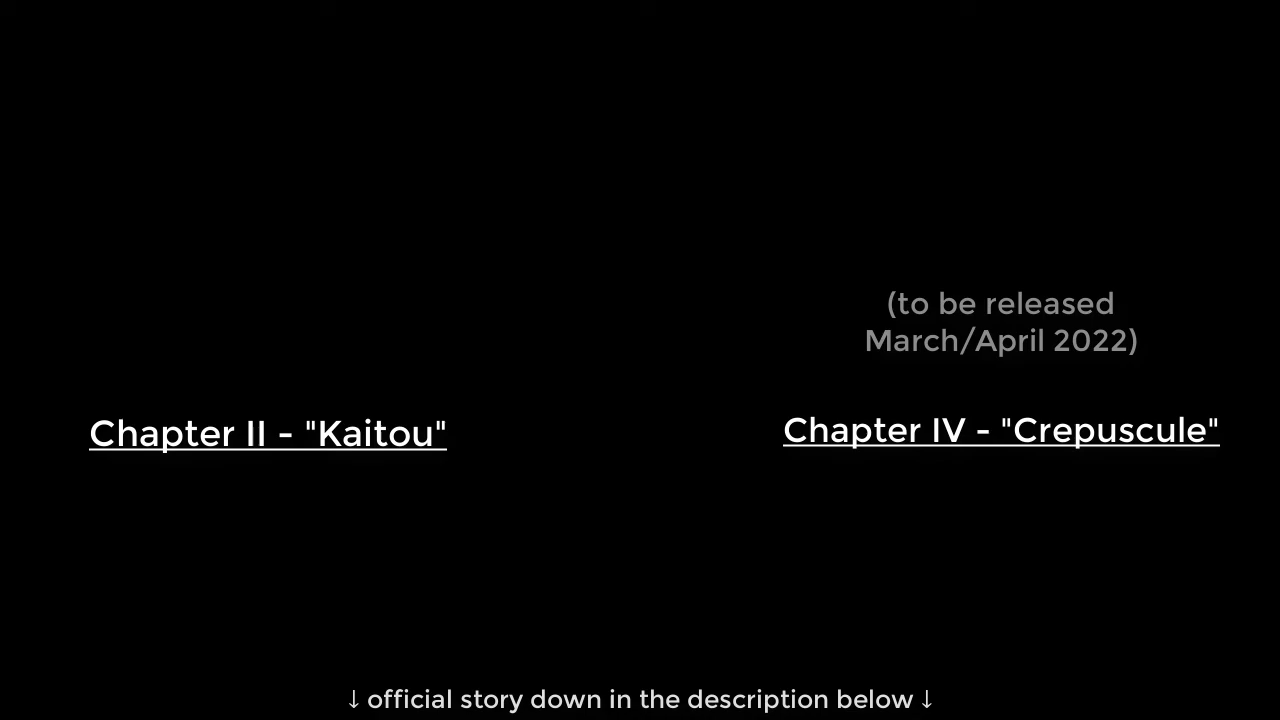 (to be released
March/April 2022)
Chapter II - "Kaitou"
Chapter IV - "Crepuscule"
↓ official story down in the description below ↓